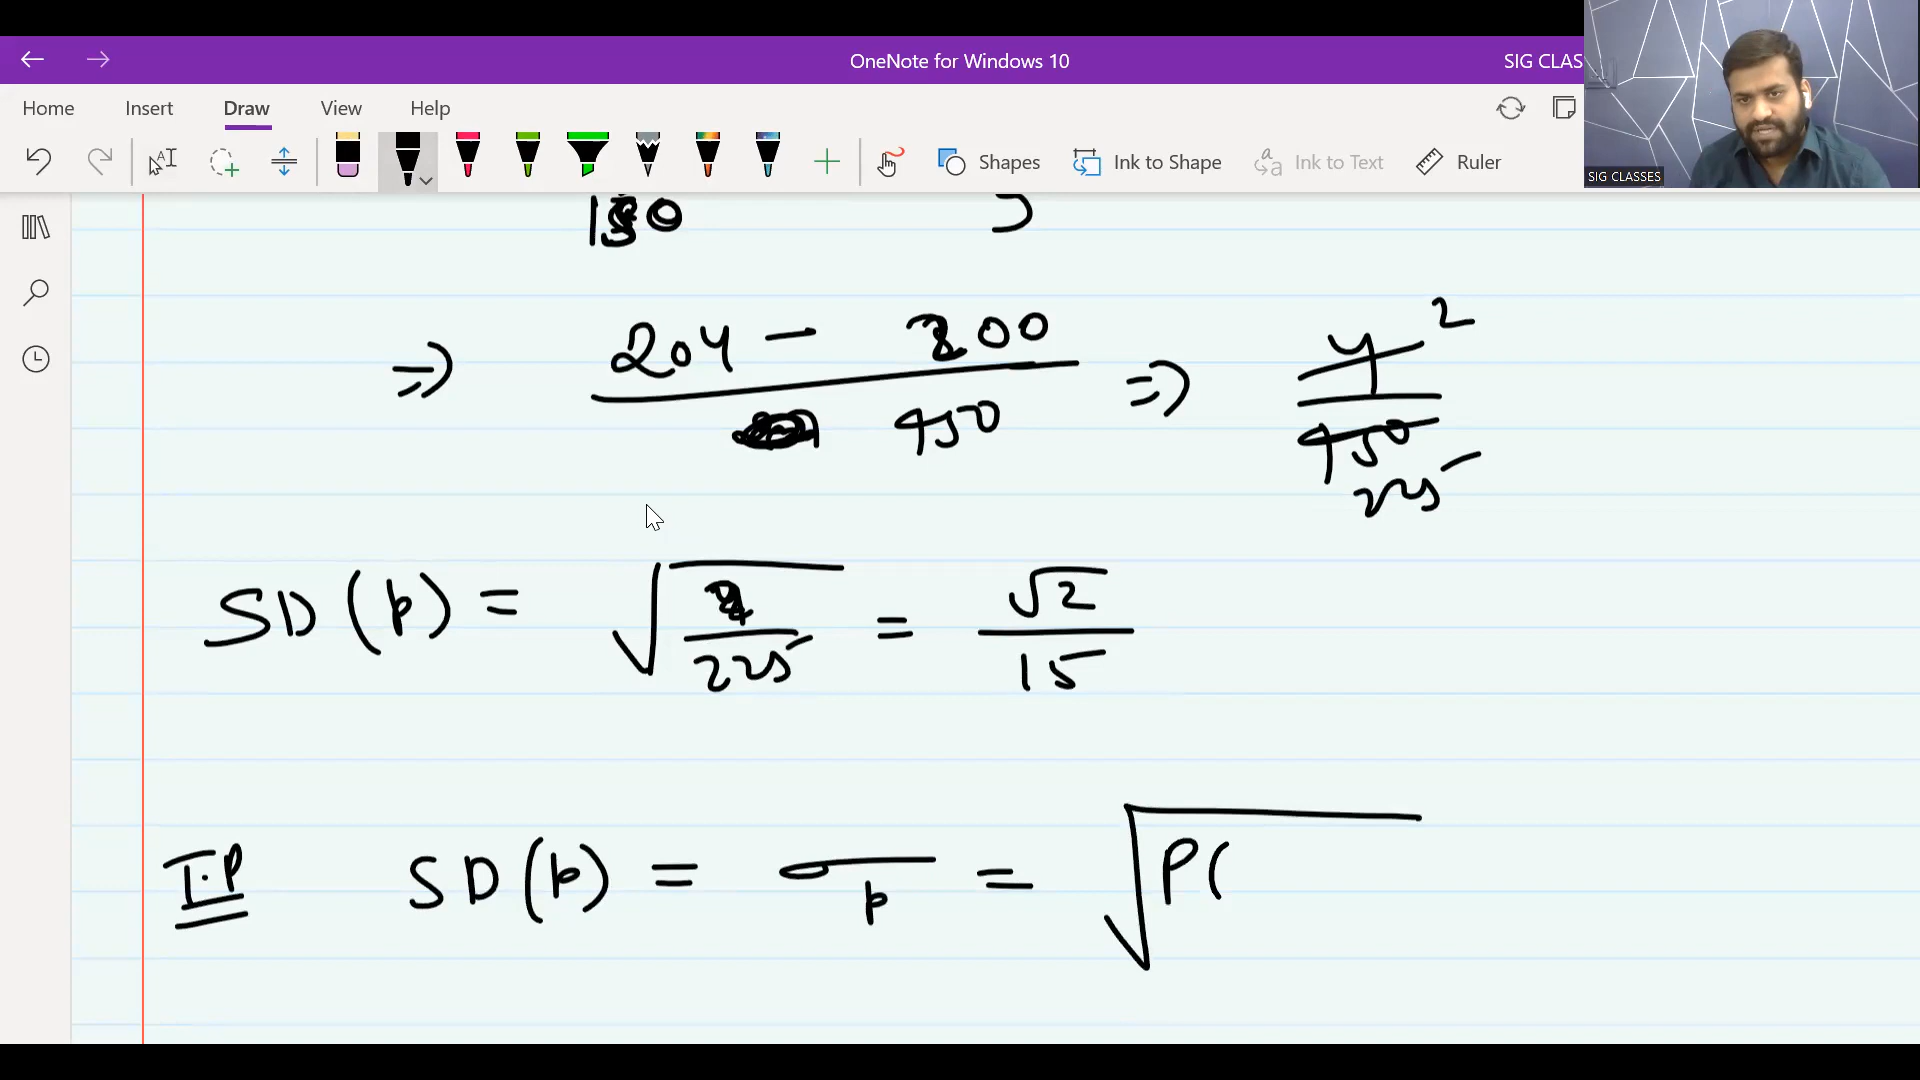 OneNote for Windows 10
SIG CLAS
Home Insert Draw View Help
Shapes Ink to Shape Ink to Text Ruler
SIG CLASSES
⇒ 204 - 200 / 450 ⇒ 4 2 / 450 225
SD(p) = √(2/225) = √2/15
I.P SD(p) = σp = √P(